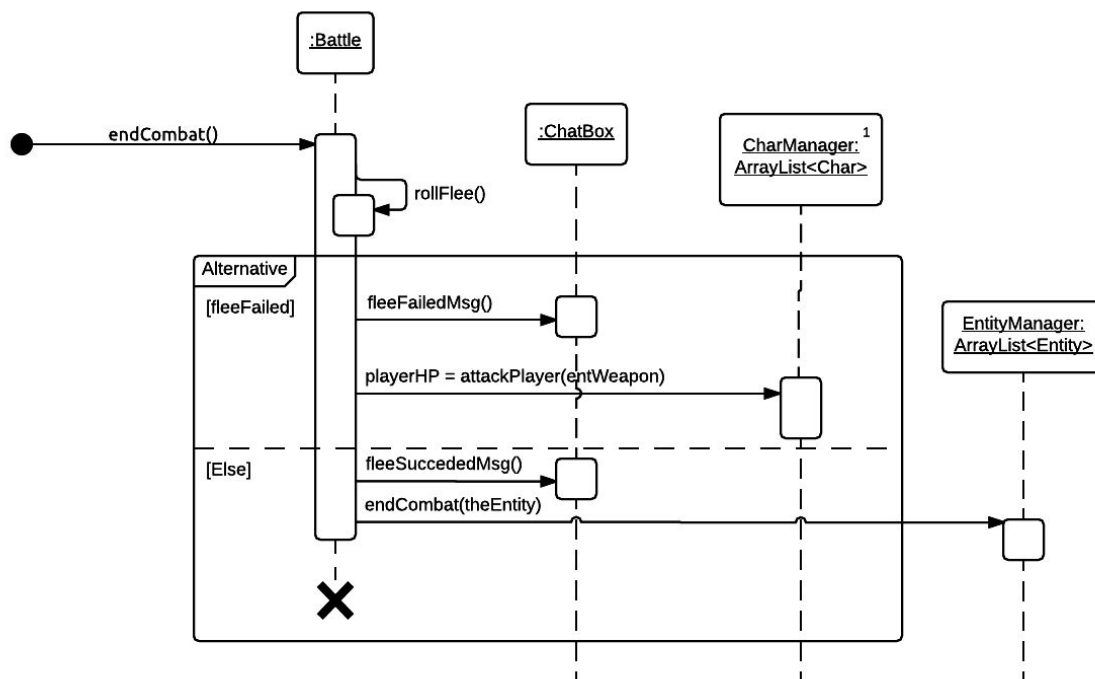 :Battle
endCombat()
:ChatBox
CharManager: 1
ArrayList<Char>
rollFlee()
Alternative
[fleeFailed]
fleeFailedMsg()
EntityManager:
ArrayList<Entity>
playerHP = attackPlayer(entWeapon)
[Else]
fleeSuccededMsg()
endCombat(theEntity)